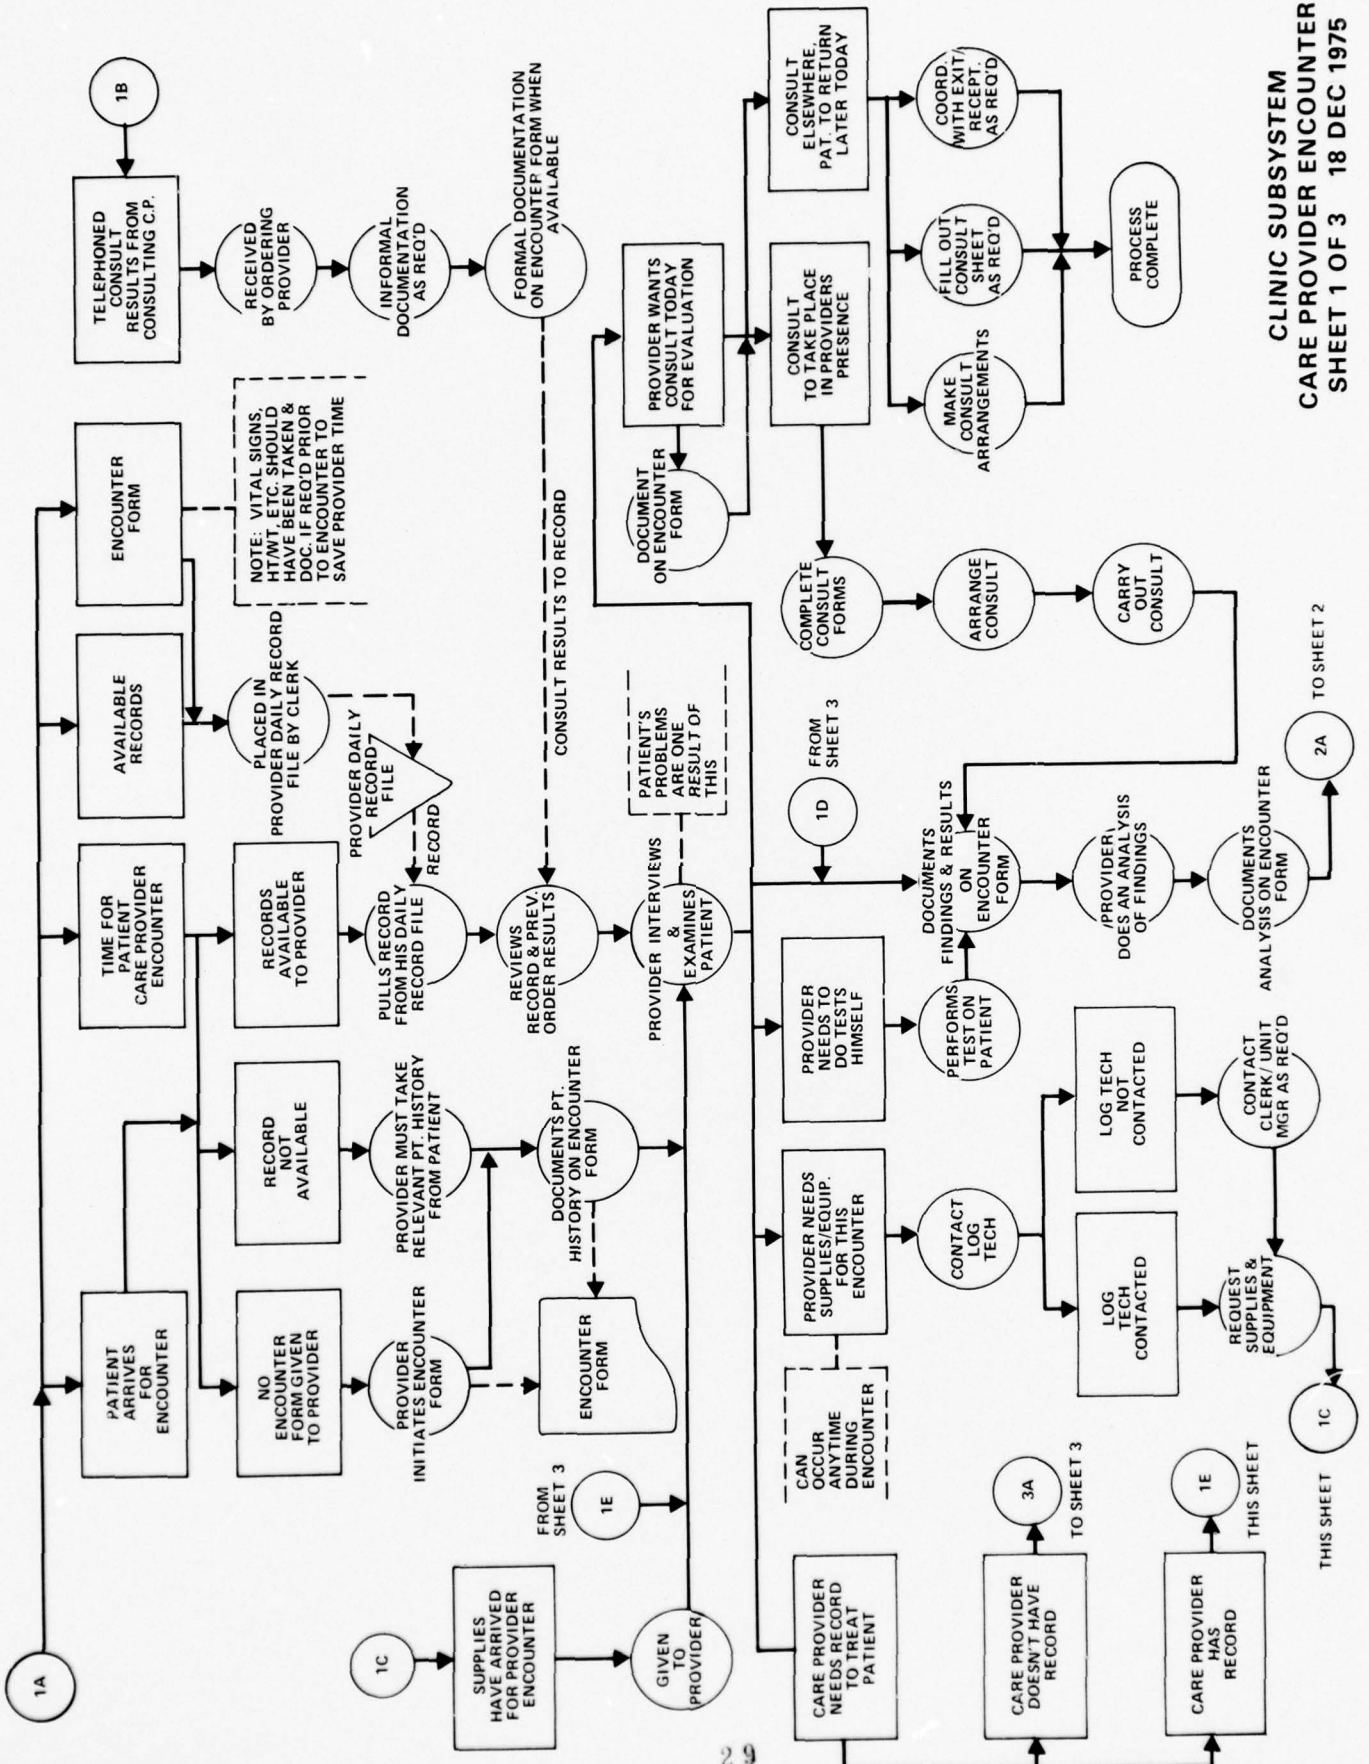 1A
1B
PATIENT
ARRIVES
FOR
ENCOUNTER
TIME FOR
PATIENT
CARE PROVIDER
ENCOUNTER
AVAILABLE
RECORDS
ENCOUNTER
FORM
TELEPHONED
CONSULT
RESULTS FROM
CONSULTING C.P.
NO
ENCOUNTER
FORM GIVEN
TO PROVIDER
RECORD
NOT
AVAILABLE
RECORDS
AVAILABLE
TO PROVIDER
PLACED IN
PROVIDER DAILY RECORD
FILE BY CLERK
NOTE: VITAL SIGNS,
HT/WT, ETC. SHOULD
HAVE BEEN TAKEN &
DOC. IF REQ'D PRIOR
TO ENCOUNTER TO
SAVE PROVIDER TIME
RECEIVED
BY ORDERING
PROVIDER
PROVIDER
INITIATES ENCOUNTER
FORM
PROVIDER MUST TAKE
RELEVANT PT. HISTORY
FROM PATIENT
PULLS RECORD
FROM HIS DAILY
RECORD FILE
PROVIDER DAILY
RECORD
FILE
RECORD
INFORMAL
DOCUMENTATION
AS REQ'D
1C
SUPPLIES
HAVE ARRIVED
FOR PROVIDER
ENCOUNTER
FROM
SHEET 3
1E
ENCOUNTER
FORM
DOCUMENTS PT.
HISTORY ON ENCOUNTER
FORM
REVIEWS
RECORD & PREV.
ORDER RESULTS
CONSULT RESULTS TO RECORD
FORMAL DOCUMENTATION
ON ENCOUNTER FORM WHEN
AVAILABLE
GIVEN
TO
PROVIDER
PROVIDER INTERVIEWS
&
EXAMINES
PATIENT
PATIENT'S
PROBLEMS
ARE ONE
RESULT OF
THIS
DOCUMENT
ON ENCOUNTER
FORM
PROVIDER WANTS
CONSULT TODAY
FOR EVALUATION
CARE PROVIDER
NEEDS RECORD
TO TREAT
PATIENT
CAN
OCCUR
ANYTIME
DURING
ENCOUNTER
PROVIDER NEEDS
SUPPLIES/EQUIP.
FOR THIS
ENCOUNTER
PROVIDER
NEEDS TO
DO TESTS
HIMSELF
1D
FROM
SHEET 3
COMPLETE
CONSULT
FORMS
CONSULT
TO TAKE PLACE
IN PROVIDERS
PRESENCE
CONSULT
ELSEWHERE,
PAT. TO RETURN
LATER TODAY
CONTACT
LOG
TECH
PERFORMS
TEST ON
PATIENT
DOCUMENTS
FINDINGS & RESULTS
ON
ENCOUNTER
FORM
ARRANGE
CONSULT
MAKE
CONSULT
ARRANGEMENTS
FILL OUT
CONSULT
SHEET
AS REQ'D
COORD.
WITH EXIT/
RECEPT.
AS REQ'D
CARE PROVIDER
DOESN'T HAVE
RECORD
3A
TO SHEET 3
LOG
TECH
CONTACTED
LOG TECH
NOT
CONTACTED
PROVIDER
DOES AN ANALYSIS
OF FINDINGS
CARRY
OUT
CONSULT
PROCESS
COMPLETE
CARE PROVIDER
HAS
RECORD
1E
THIS SHEET
REQUEST
SUPPLIES &
EQUIPMENT
CONTACT
CLERK/UNIT
MGR AS REQ'D
DOCUMENTS
ANALYSIS ON ENCOUNTER
FORM
1C
THIS SHEET
2A
TO SHEET 2
CLINIC SUBSYSTEM
CARE PROVIDER ENCOUNTER
SHEET 1 OF 3 18 DEC 1975
29